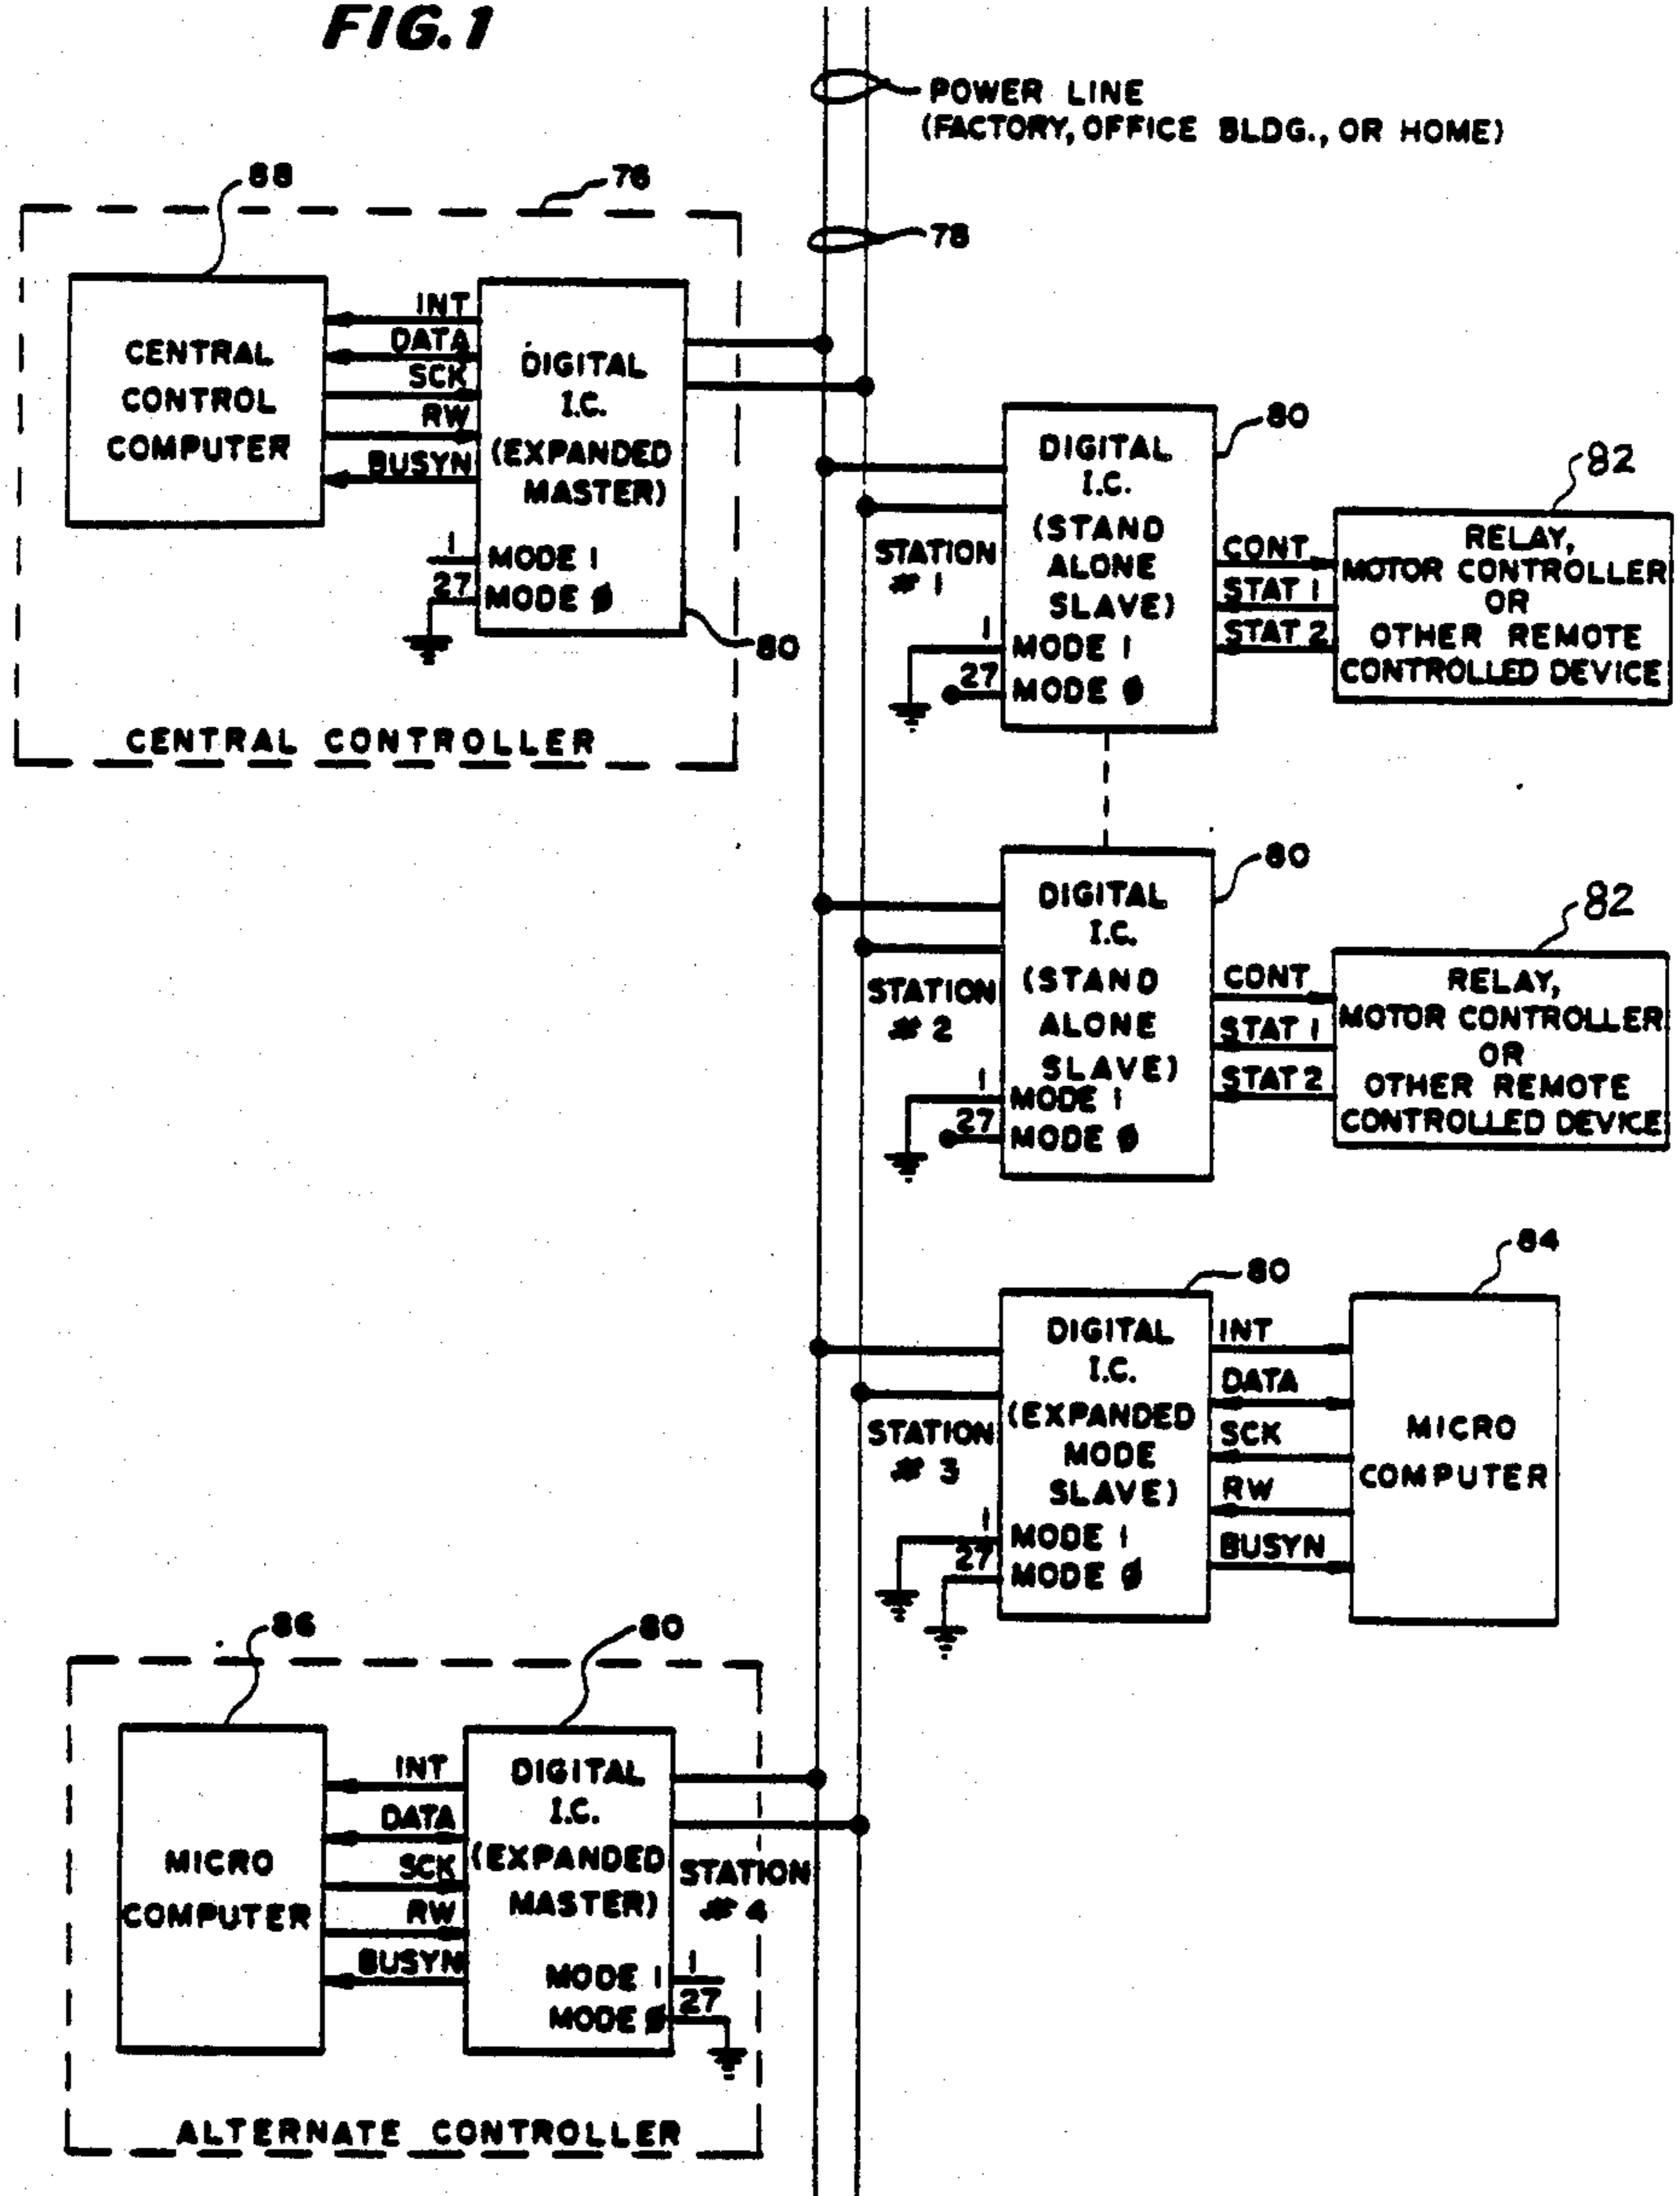 FIG. 1
POWER LINE
(FACTORY, OFFICE BLDG., OR HOME)
88
76
78
CENTRAL
CONTROL
COMPUTER
INT
DATA
SCK
RW
BUSYN
DIGITAL
I.C.
(EXPANDED
MASTER)
1
MODE 1
27
MODE Ø
80
CENTRAL CONTROLLER
80
DIGITAL
I.C.
(STAND
ALONE
SLAVE)
STATION
# 1
1
MODE 1
27
MODE Ø
CONT
STAT 1
STAT 2
82
RELAY,
MOTOR CONTROLLER
OR
OTHER REMOTE
CONTROLLED DEVICE
80
DIGITAL
I.C.
(STAND
ALONE
SLAVE)
STATION
# 2
1
MODE 1
27
MODE Ø
CONT
STAT 1
STAT 2
82
RELAY,
MOTOR CONTROLLER
OR
OTHER REMOTE
CONTROLLED DEVICE
80
DIGITAL
I.C.
(EXPANDED
MODE
SLAVE)
STATION
# 3
1
MODE 1
27
MODE Ø
INT
DATA
SCK
RW
BUSYN
84
MICRO
COMPUTER
86
MICRO
COMPUTER
INT
DATA
SCK
RW
BUSYN
80
DIGITAL
I.C.
(EXPANDED
MASTER)
STATION
# 4
MODE 1
1
MODE Ø
27
ALTERNATE CONTROLLER